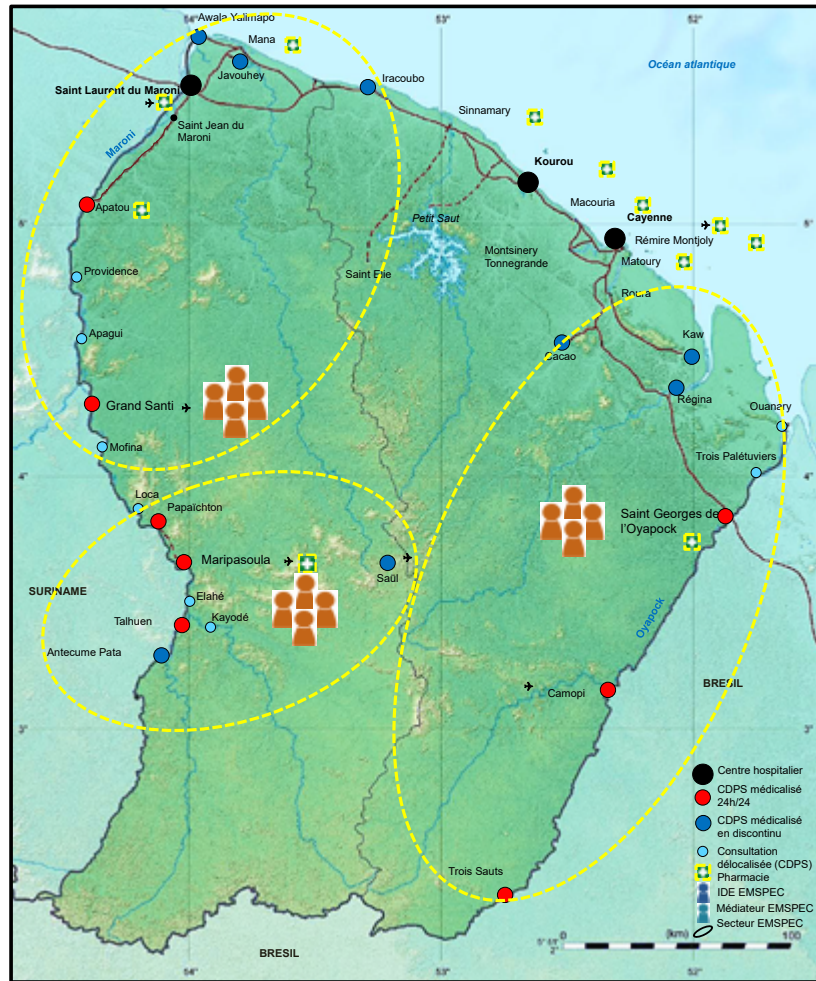 54°
53°
52°
Awala Yalimapo
Mana
Javouhey
Iracoubo
Océan atlantique
Saint Laurent du Maroni
Saint Jean du
Maroni
Maroni
Sinnamary
Kourou
Apatou
Petit Saut
Macouria
Cayenne
5°
Rémire Montjoly
Montsinery
Tonnegrande
Matoury
Providence
Saint Elie
Roura
Apagui
Cacao
Kaw
Régina
Grand Santi
Ouanary
Mofina
Trois Palétuviers
4°
Loca
Papaïchton
Saint Georges de
l'Oyapock
Maripasoula
Saül
SURINAME
Elahé
Talhuen
Kayodé
Oyapock
Antecume Pata
BRESIL
Camopi
3°
Centre hospitalier
CDPS médicalisé
24h/24
CDPS médicalisé
en discontinu
Consultation
délocalisée (CDPS)
Pharmacie
Trois Sauts
IDE EMSPEC
Médiateur EMSPEC
Secteur EMSPEC
0 (km) 100
2°
BRESIL
54°
53°
52°